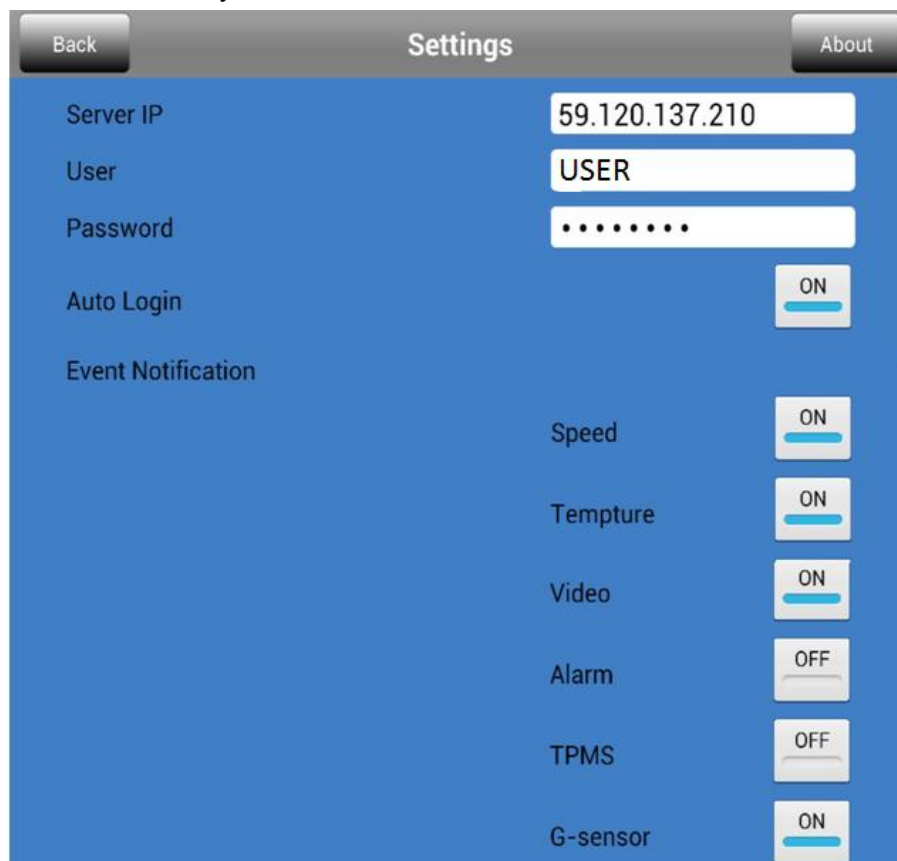 Back Settings About
Server IP 59.120.137.210
User USER
Password ••••••••
Auto Login ON
Event Notification
Speed ON
Tempture ON
Video ON
Alarm OFF
TPMS OFF
G-sensor ON